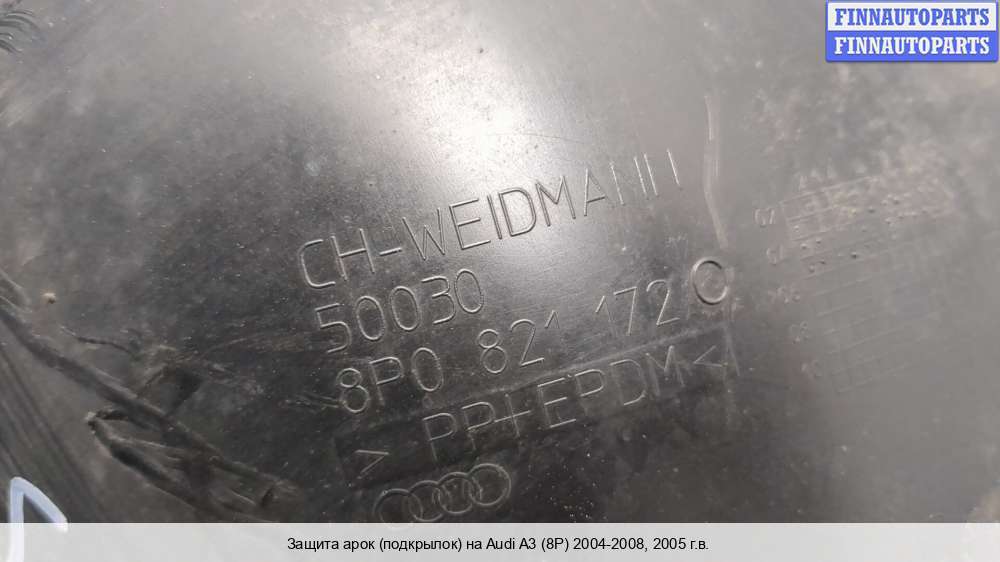 FINNAUTOPARTS
FINNAUTOPARTS
CH-WEIDMANN
50030
8P0 821 172
> PP+EPDM <
Защита арок (подкрылок) на Audi A3 (8P) 2004-2008, 2005 г.в.